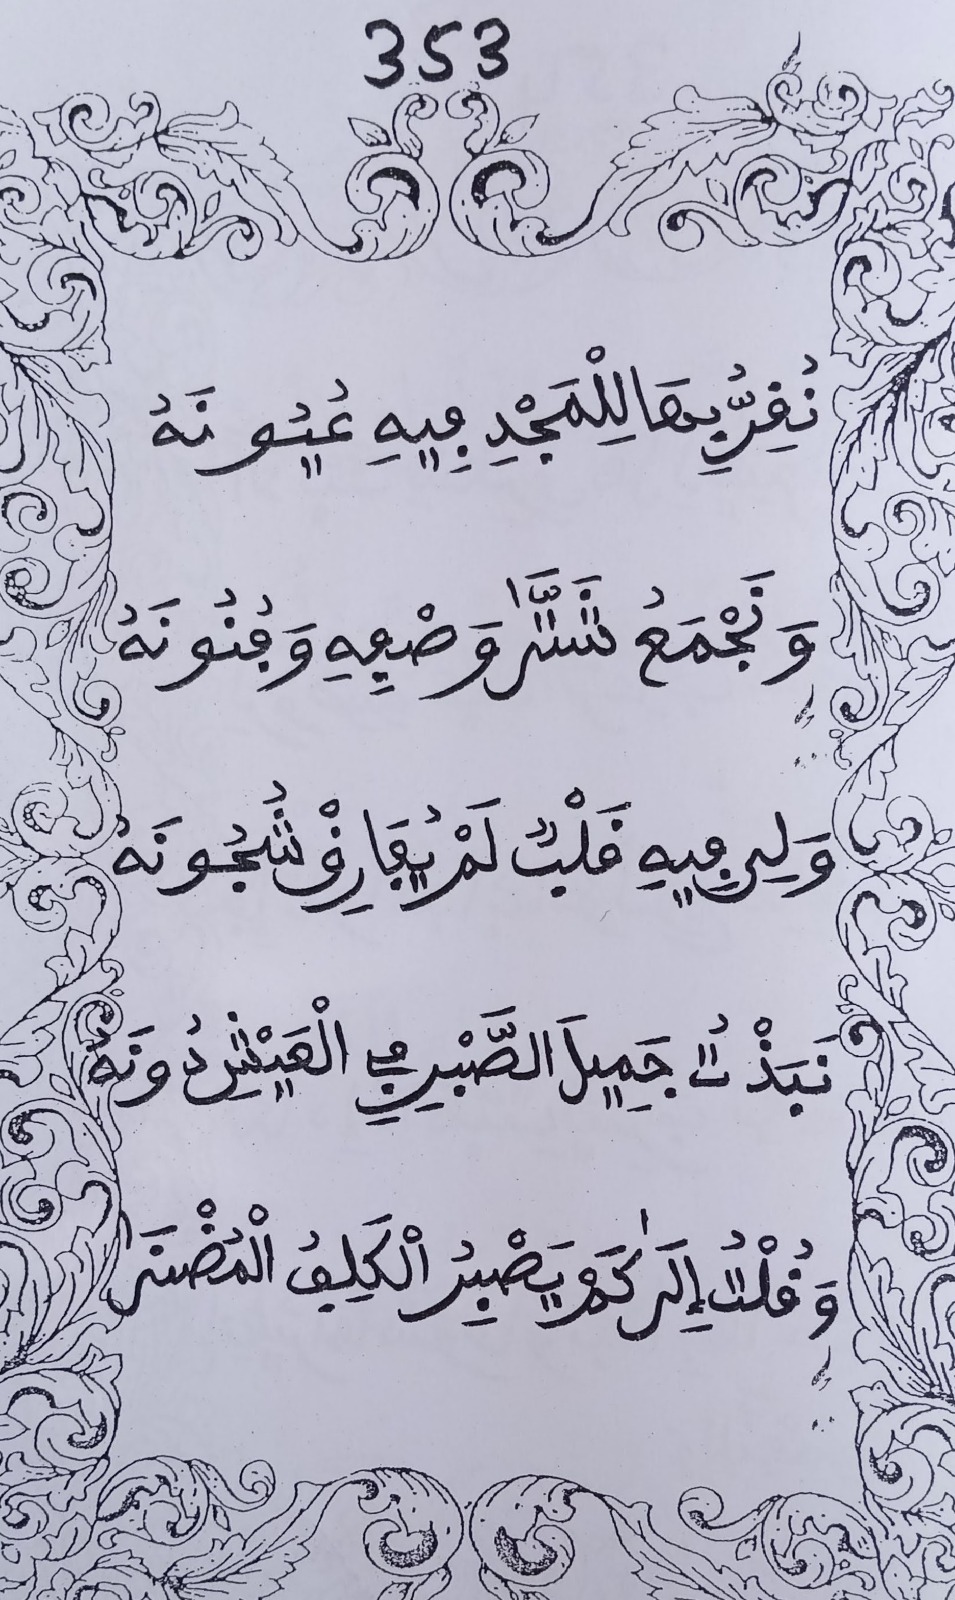 353
نُقِرُّ بِهَا لِلْمَجْدِ فِيهِ عُيُونَهُ
وَنَجْمَعُ شَتَّى وَصْفِهِ وَفُنُونَهُ
وَلِي فِيهِ قَلْبٌ لَمْ يُفَارِقْ شُجُونَهُ
نَبَذْتُ جَمِيلَ الصَّبْرِ فِي الْعَيْشِ دُونَهُ
وَقُلْتُ إِلَى كَمْ يَصْبِرُ الْكَلِفُ الْمُضْنَى